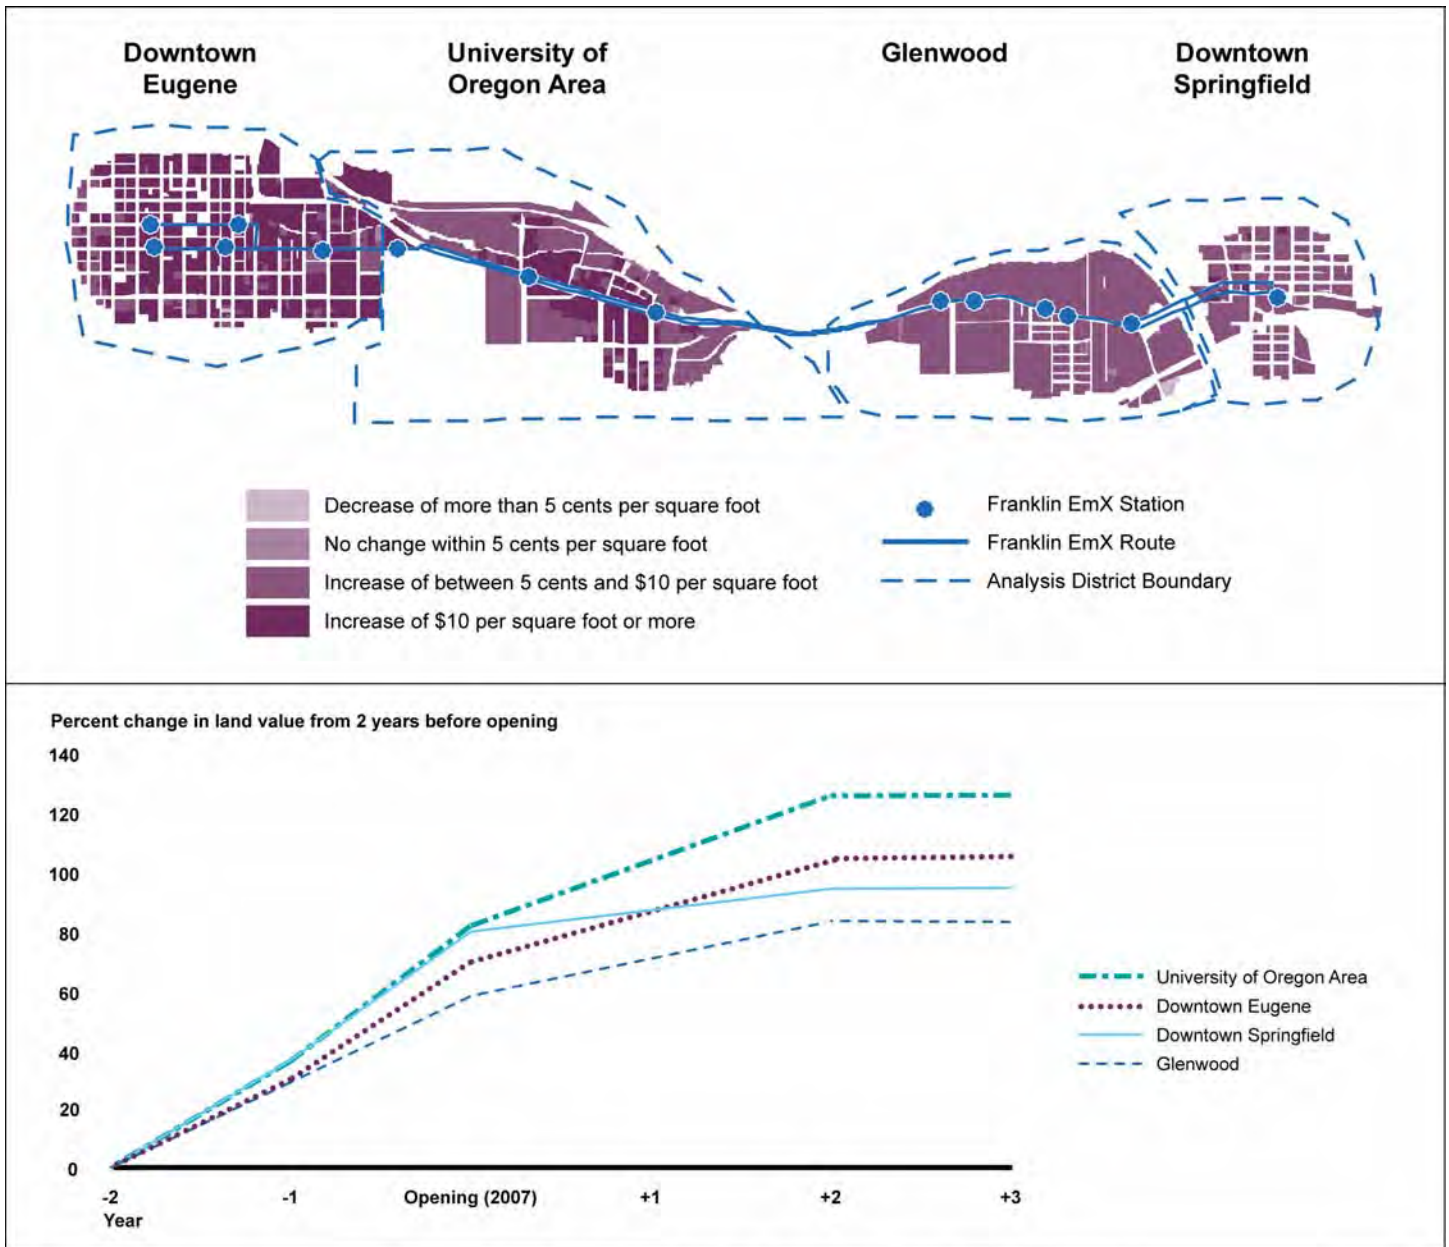 Downtown
Eugene
University of
Oregon Area
Glenwood
Downtown
Springfield
Decrease of more than 5 cents per square foot
No change within 5 cents per square foot
Increase of between 5 cents and $10 per square foot
Increase of $10 per square foot or more
Franklin EmX Station
Franklin EmX Route
Analysis District Boundary
Percent change in land value from 2 years before opening
140
120
100
80
60
40
20
0
-2
-1
Opening (2007)
+1
+2
+3
Year
University of Oregon Area
Downtown Eugene
Downtown Springfield
Glenwood